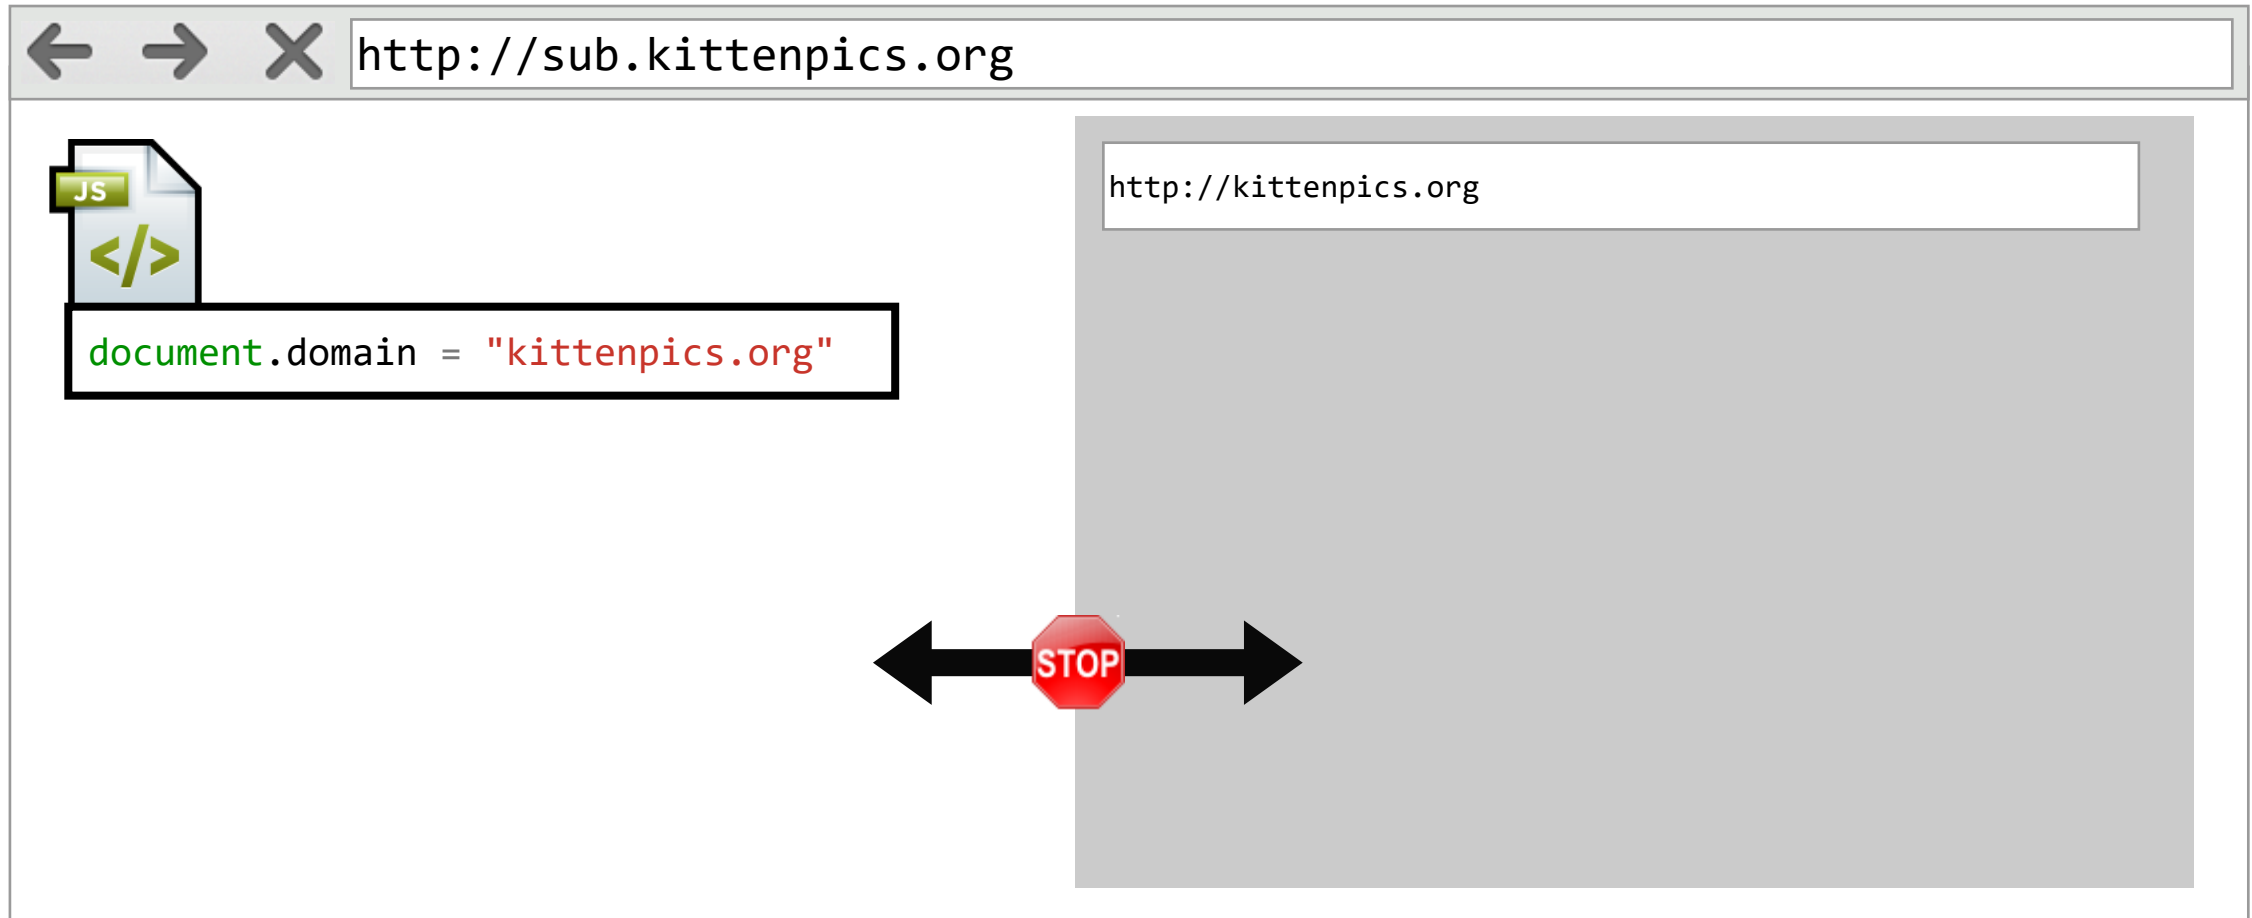 http://sub.kittenpics.org
http://kittenpics.org
JS
</>
document.domain = "kittenpics.org"
STOP